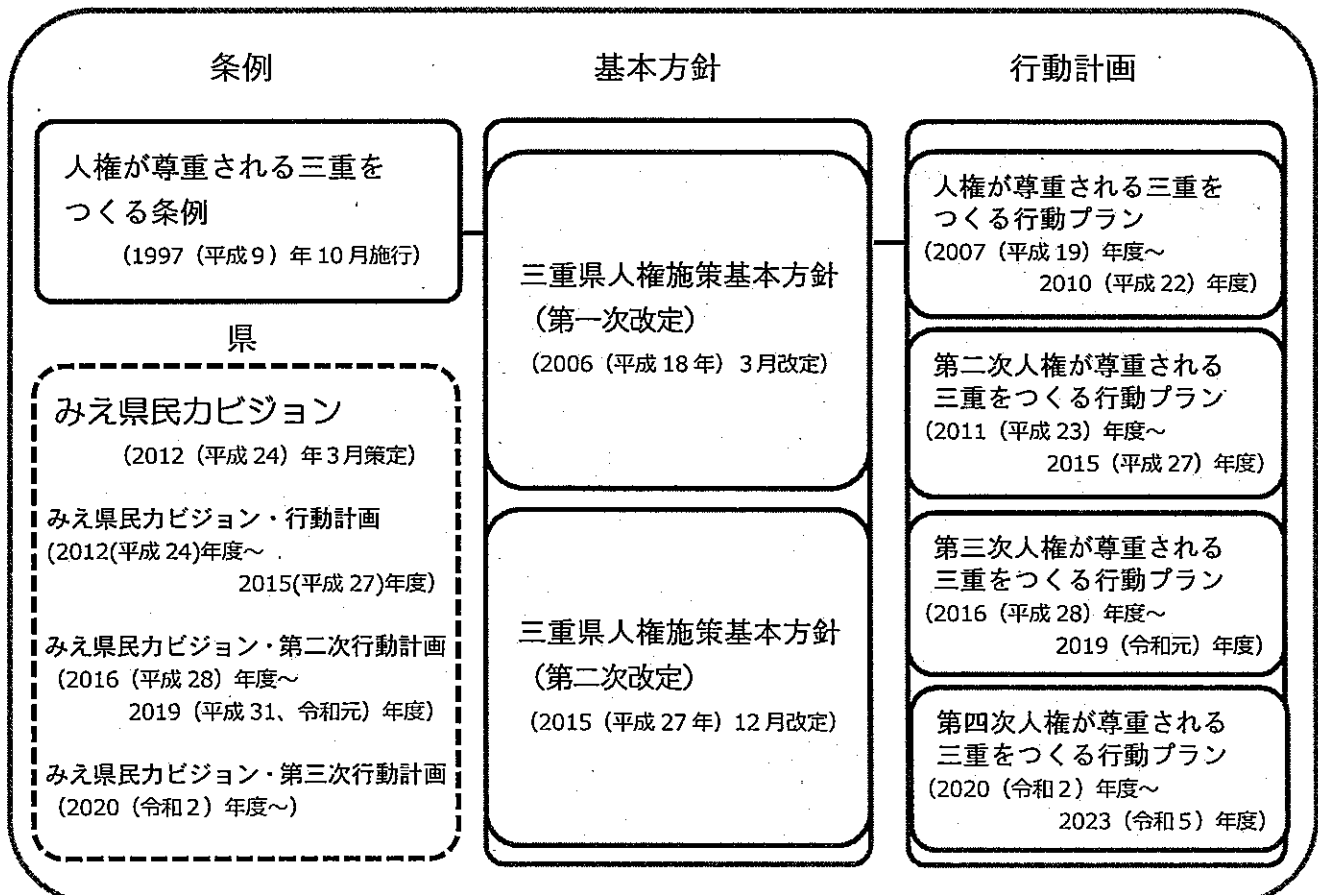 条例
人権が尊重される三重を
つくる条例
(1997(平成9)年10月施行)
県
みえ県民力ビジョン
(2012(平成24)年3月策定)
みえ県民力ビジョン・行動計画
(2012(平成24)年度~
2015(平成27)年度)
みえ県民力ビジョン・第二次行動計画
(2016(平成28)年度~
2019(平成31、令和元)年度)
みえ県民力ビジョン・第三次行動計画
(2020(令和2)年度~)
基本方針
三重県人権施策基本方針
(第一次改定)
(2006(平成18年)3月改定)
三重県人権施策基本方針
(第二次改定)
(2015(平成27年)12月改定)
行動計画
人権が尊重される三重を
つくる行動プラン
(2007(平成19)年度~
2010(平成22)年度)
第二次人権が尊重される
三重をつくる行動プラン
(2011(平成23)年度~
2015(平成27)年度)
第三次人権が尊重される
三重をつくる行動プラン
(2016(平成28)年度~
2019(令和元)年度)
第四次人権が尊重される
三重をつくる行動プラン
(2020(令和2)年度~
2023(令和5)年度)